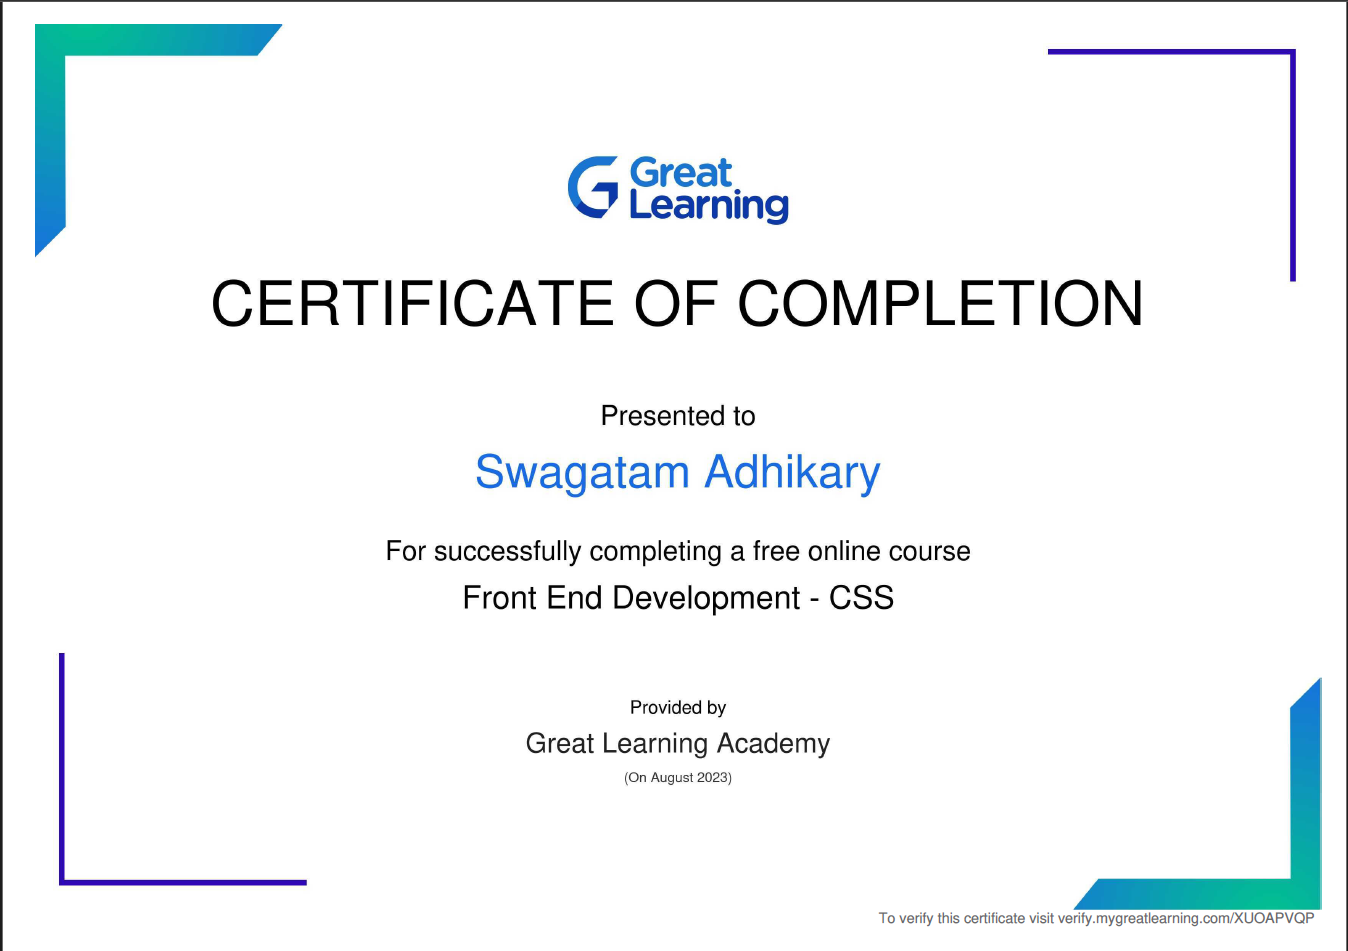 Great
Learning
CERTIFICATE OF COMPLETION
Presented to
Swagatam Adhikary
For successfully completing a free online course
Front End Development - CSS
Provided by
Great Learning Academy
(On August 2023)
To verify this certificate visit verify.mygreatlearning.com/XUOAPVQP